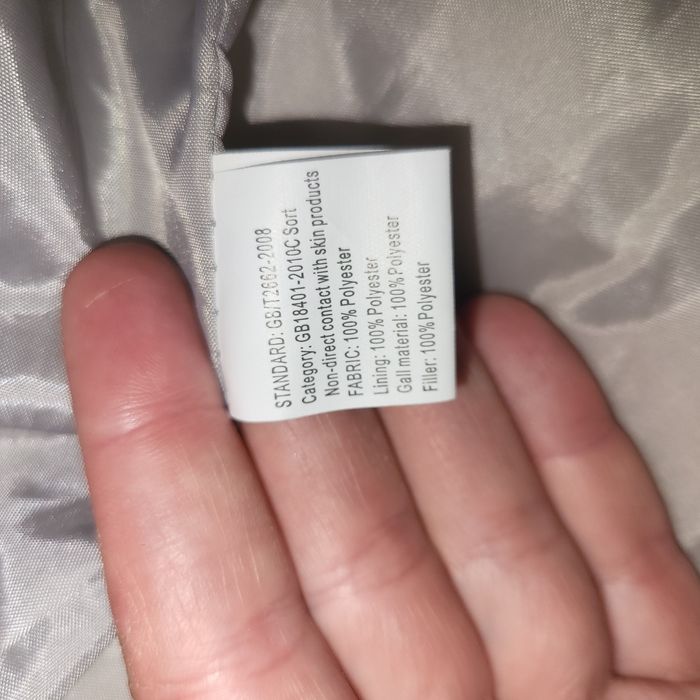 STANDARD: GB/T2662-2008
Category: GB18401-2010C Sort
Non-direct contact with skin products
FABRIC: 100% Polyester
Lining: 100% Polyester
Gall material: 100% Polyester
Filler: 100% Polyester